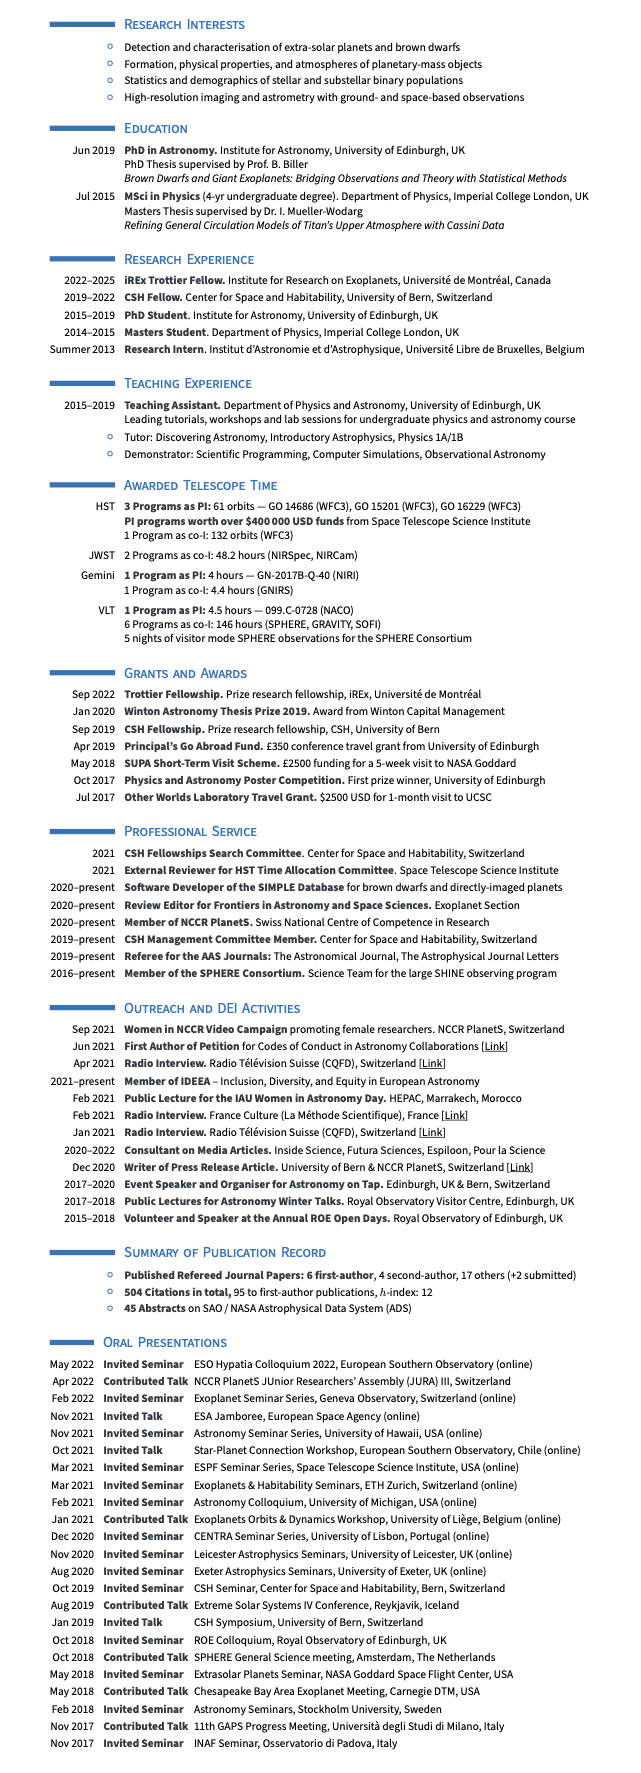 Research Interests
Detection and characterisation of extra-solar planets and brown dwarfs
Formation, physical properties, and atmospheres of planetary-mass objects
Statistics and demographics of stellar and substellar binary populations
High-resolution imaging and astrometry with ground- and space-based observations
Education
Jun 2019 PhD in Astronomy. Institute for Astronomy, University of Edinburgh, UK
PhD Thesis supervised by Prof. B. Biller
Brown Dwarfs and Giant Exoplanets: Bridging Observations and Theory with Statistical Methods
Jul 2015 MSci in Physics (4-yr undergraduate degree). Department of Physics, Imperial College London, UK
Masters Thesis supervised by Dr. I. Mueller-Wodarg
Refining General Circulation Models of Titan's Upper Atmosphere with Cassini Data
Research Experience
2022–2025 iREx Trottier Fellow. Institute for Research on Exoplanets, Université de Montréal, Canada
2019–2022 CSH Fellow. Center for Space and Habitability, University of Bern, Switzerland
2015–2019 PhD Student. Institute for Astronomy, University of Edinburgh, UK
2014–2015 Masters Student. Department of Physics, Imperial College London, UK
Summer 2013 Research Intern. Institut d'Astronomie et d'Astrophysique, Université Libre de Bruxelles, Belgium
Teaching Experience
2015–2019 Teaching Assistant. Department of Physics and Astronomy, University of Edinburgh, UK
Leading tutorials, workshops and lab sessions for undergraduate physics and astronomy course
Tutor: Discovering Astronomy, Introductory Astrophysics, Physics 1A/1B
Demonstrator: Scientific Programming, Computer Simulations, Observational Astronomy
Awarded Telescope Time
HST 3 Programs as PI: 61 orbits — GO 14686 (WFC3), GO 15201 (WFC3), GO 16229 (WFC3)
PI programs worth over $400 000 USD funds from Space Telescope Science Institute
1 Program as co-I: 132 orbits (WFC3)
JWST 2 Programs as co-I: 48.2 hours (NIRSpec, NIRCam)
Gemini 1 Program as PI: 4 hours — GN-2017B-Q-40 (NIRI)
1 Program as co-I: 4.4 hours (GNIRS)
VLT 1 Program as PI: 4.5 hours — 099.C-0728 (NACO)
6 Programs as co-I: 146 hours (SPHERE, GRAVITY, SOFI)
5 nights of visitor mode SPHERE observations for the SPHERE Consortium
Grants and Awards
Sep 2022 Trottier Fellowship. Prize research fellowship, iREx, Université de Montréal
Jan 2020 Winton Astronomy Thesis Prize 2019. Award from Winton Capital Management
Sep 2019 CSH Fellowship. Prize research fellowship, CSH, University of Bern
Apr 2019 Principal's Go Abroad Fund. £350 conference travel grant from University of Edinburgh
May 2018 SUPA Short-Term Visit Scheme. £2500 funding for a 5-week visit to NASA Goddard
Oct 2017 Physics and Astronomy Poster Competition. First prize winner, University of Edinburgh
Jul 2017 Other Worlds Laboratory Travel Grant. $2500 USD for 1-month visit to UCSC
Professional Service
2021 CSH Fellowships Search Committee. Center for Space and Habitability, Switzerland
2021 External Reviewer for HST Time Allocation Committee. Space Telescope Science Institute
2020–present Software Developer of the SIMPLE Database for brown dwarfs and directly-imaged planets
2020–present Review Editor for Frontiers in Astronomy and Space Sciences. Exoplanet Section
2020–present Member of NCCR PlanetS. Swiss National Centre of Competence in Research
2019–present CSH Management Committee Member. Center for Space and Habitability, Switzerland
2019–present Referee for the AAS Journals: The Astronomical Journal, The Astrophysical Journal Letters
2016–present Member of the SPHERE Consortium. Science Team for the large SHINE observing program
Outreach and DEI Activities
Sep 2021 Women in NCCR Video Campaign promoting female researchers. NCCR PlanetS, Switzerland
Jun 2021 First Author of Petition for Codes of Conduct in Astronomy Collaborations [Link]
Apr 2021 Radio Interview. Radio Télévision Suisse (CQFD), Switzerland [Link]
2021–present Member of IDEEA – Inclusion, Diversity, and Equity in European Astronomy
Feb 2021 Public Lecture for the IAU Women in Astronomy Day. HEPAC, Marrakech, Morocco
Feb 2021 Radio Interview. France Culture (La Méthode Scientifique), France [Link]
Jan 2021 Radio Interview. Radio Télévision Suisse (CQFD), Switzerland [Link]
2020–2022 Consultant on Media Articles. Inside Science, Futura Sciences, Espiloon, Pour la Science
Dec 2020 Writer of Press Release Article. University of Bern & NCCR PlanetS, Switzerland [Link]
2017–2020 Event Speaker and Organiser for Astronomy on Tap. Edinburgh, UK & Bern, Switzerland
2017–2018 Public Lectures for Astronomy Winter Talks. Royal Observatory Visitor Centre, Edinburgh, UK
2015–2018 Volunteer and Speaker at the Annual ROE Open Days. Royal Observatory of Edinburgh, UK
Summary of Publication Record
Published Refereed Journal Papers: 6 first-author, 4 second-author, 17 others (+2 submitted)
504 Citations in total, 95 to first-author publications, h-index: 12
45 Abstracts on SAO / NASA Astrophysical Data System (ADS)
Oral Presentations
May 2022 Invited Seminar ESO Hypatia Colloquium 2022, European Southern Observatory (online)
Apr 2022 Contributed Talk NCCR PlanetS JUnior Researchers' Assembly (JURA) III, Switzerland
Feb 2022 Invited Seminar Exoplanet Seminar Series, Geneva Observatory, Switzerland (online)
Nov 2021 Invited Talk ESA Jamboree, European Space Agency (online)
Nov 2021 Invited Seminar Astronomy Seminar Series, University of Hawaii, USA (online)
Oct 2021 Invited Talk Star-Planet Connection Workshop, European Southern Observatory, Chile (online)
Mar 2021 Invited Seminar ESPF Seminar Series, Space Telescope Science Institute, USA (online)
Mar 2021 Invited Seminar Exoplanets & Habitability Seminars, ETH Zurich, Switzerland (online)
Feb 2021 Invited Seminar Astronomy Colloquium, University of Michigan, USA (online)
Jan 2021 Contributed Talk Exoplanets Orbits & Dynamics Workshop, University of Liège, Belgium (online)
Dec 2020 Invited Seminar CENTRA Seminar Series, University of Lisbon, Portugal (online)
Nov 2020 Invited Seminar Leicester Astrophysics Seminars, University of Leicester, UK (online)
Aug 2020 Invited Seminar Exeter Astrophysics Seminars, University of Exeter, UK (online)
Oct 2019 Invited Seminar CSH Seminar, Center for Space and Habitability, Bern, Switzerland
Aug 2019 Contributed Talk Extreme Solar Systems IV Conference, Reykjavik, Iceland
Jan 2019 Invited Talk CSH Symposium, University of Bern, Switzerland
Oct 2018 Invited Seminar ROE Colloquium, Royal Observatory of Edinburgh, UK
Oct 2018 Contributed Talk SPHERE General Science meeting, Amsterdam, The Netherlands
May 2018 Invited Seminar Extrasolar Planets Seminar, NASA Goddard Space Flight Center, USA
May 2018 Contributed Talk Chesapeake Bay Area Exoplanet Meeting, Carnegie DTM, USA
Feb 2018 Invited Seminar Astronomy Seminars, Stockholm University, Sweden
Nov 2017 Contributed Talk 11th GAPS Progress Meeting, Università degli Studi di Milano, Italy
Nov 2017 Invited Seminar INAF Seminar, Osservatorio di Padova, Italy